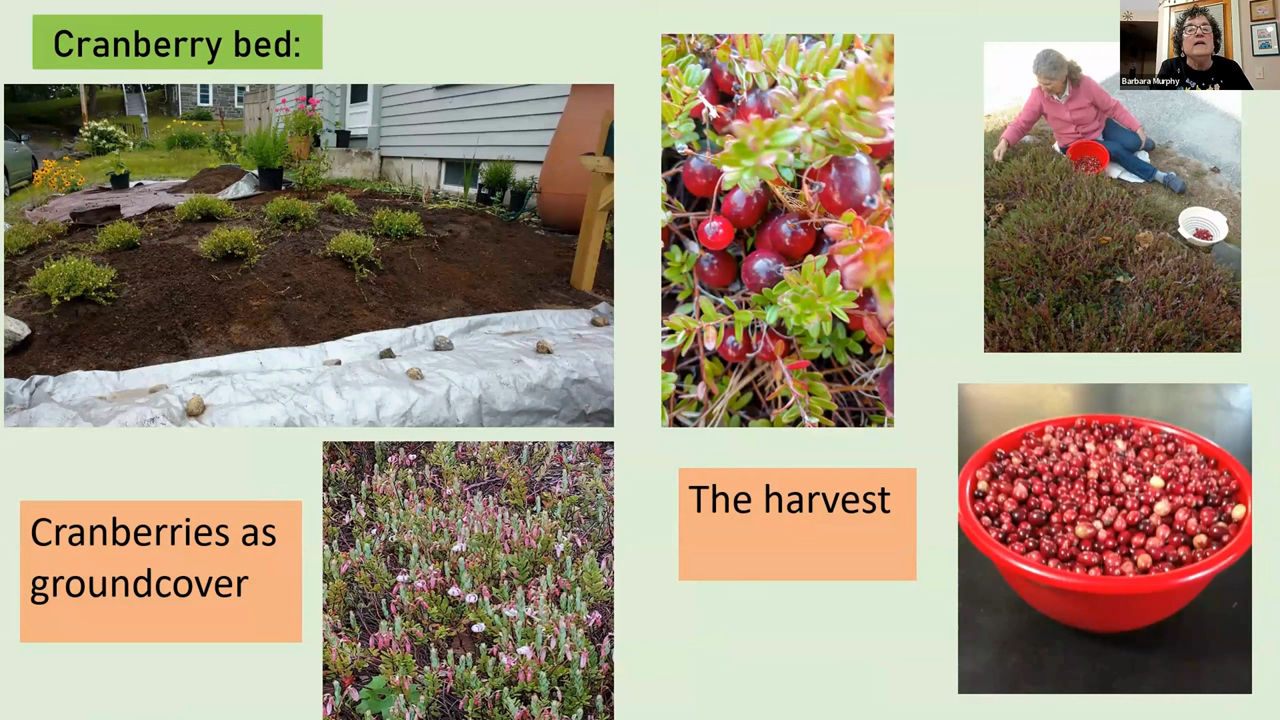 Cranberry bed:
Barbara Murphy
Cranberries as
groundcover
The harvest